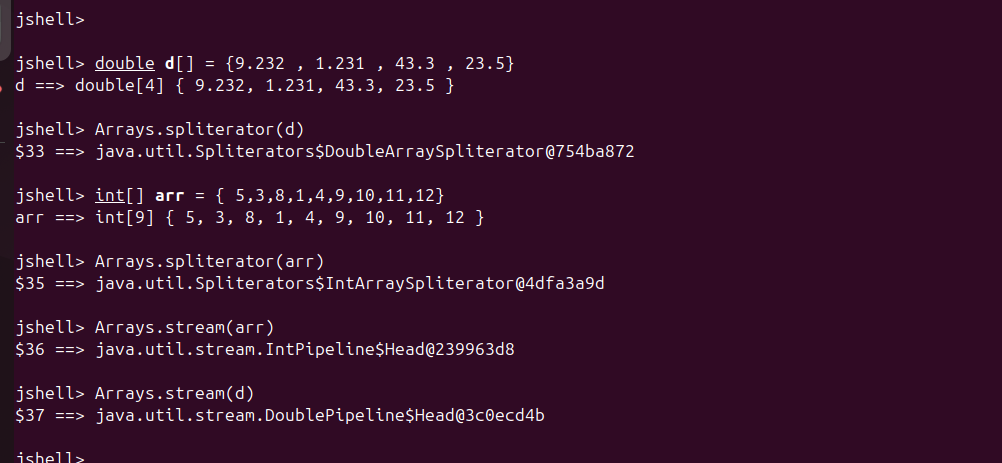 jshell>
jshell> double d[] = {9.232 , 1.231 , 43.3 , 23.5}
d ==> double[4] { 9.232, 1.231, 43.3, 23.5 }
jshell> Arrays.spliterator(d)
$33 ==> java.util.Spliterators$DoubleArraySpliterator@754ba872
jshell> int[] arr = { 5,3,8,1,4,9,10,11,12}
arr ==> int[9] { 5, 3, 8, 1, 4, 9, 10, 11, 12 }
jshell> Arrays.spliterator(arr)
$35 ==> java.util.Spliterators$IntArraySpliterator@4dfa3a9d
jshell> Arrays.stream(arr)
$36 ==> java.util.stream.IntPipeline$Head@239963d8
jshell> Arrays.stream(d)
$37 ==> java.util.stream.DoublePipeline$Head@3c0ecd4b
jshell>